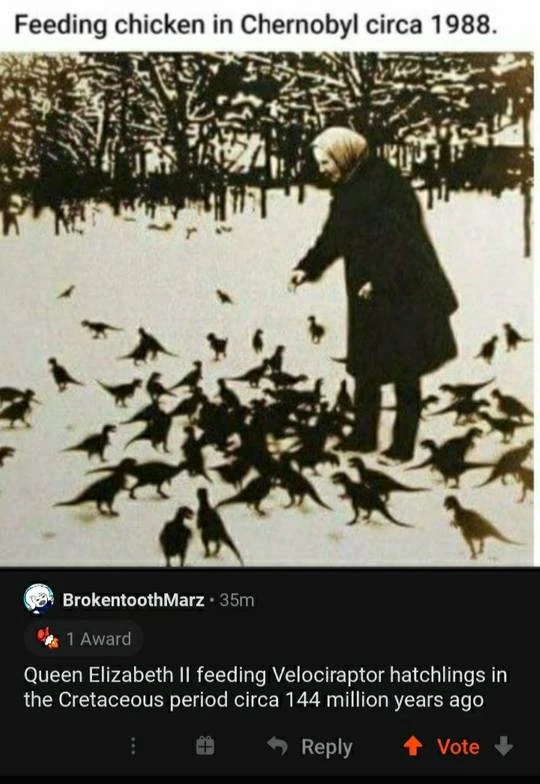 Feeding chicken in Chernobyl circa 1988.
BrokentoothMarz · 35m
1 Award
Queen Elizabeth II feeding Velociraptor hatchlings in
the Cretaceous period circa 144 million years ago
Reply Vote